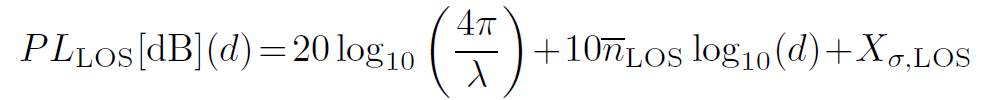 PL_LOS[dB](d) = 20 log_10 (4π/λ) + 10n̅_LOS log_10(d) + X_σ,LOS